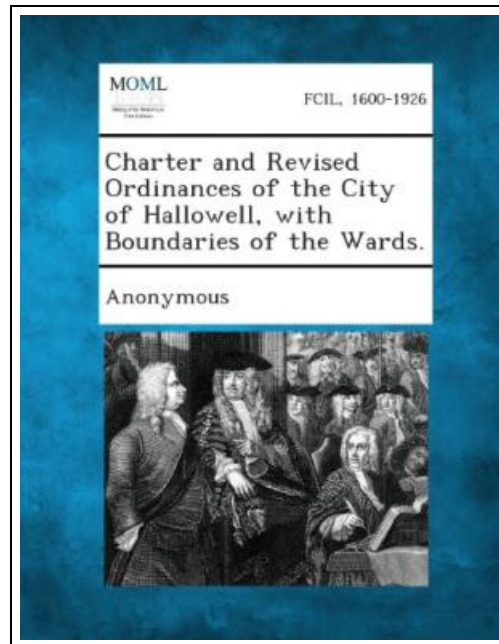 MOML
FCIL, 1600-1926
Charter and Revised
Ordinances of the City
of Hallowell, with
Boundaries of the Wards.
Anonymous